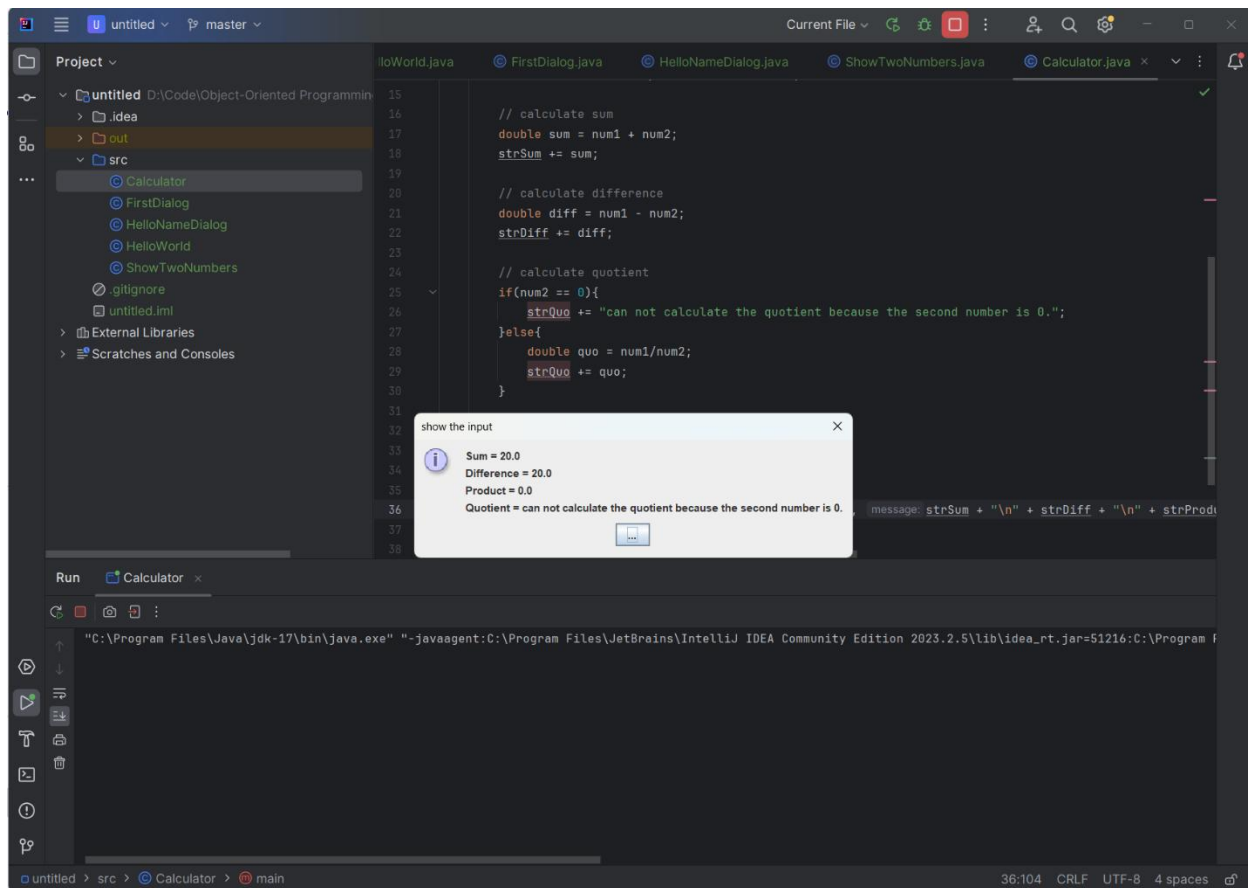 U untitled master Current File
Project
loWorld.java FirstDialog.java HelloNameDialog.java ShowTwoNumbers.java Calculator.java
untitled D:\Code\Object-Oriented Programmin
.idea
out
src
Calculator
FirstDialog
HelloNameDialog
HelloWorld
ShowTwoNumbers
.gitignore
untitled.iml
External Libraries
Scratches and Consoles
15
16 // calculate sum
17 double sum = num1 + num2;
18 strSum += sum;
19
20 // calculate difference
21 double diff = num1 - num2;
22 strDiff += diff;
23
24 // calculate quotient
25 if(num2 == 0){
26 strQuo += "can not calculate the quotient because the second number is 0.";
27 }else{
28 double quo = num1/num2;
29 strQuo += quo;
30 }
31
32
33
34
35
36 , message: strSum + "\n" + strDiff + "\n" + strProdu
37
38
show the input
Sum = 20.0
Difference = 20.0
Product = 0.0
Quotient = can not calculate the quotient because the second number is 0.
...
Run Calculator
"C:\Program Files\Java\jdk-17\bin\java.exe" "-javaagent:C:\Program Files\JetBrains\IntelliJ IDEA Community Edition 2023.2.5\lib\idea_rt.jar=51216:C:\Program F
untitled > src > Calculator > main 36:104 CRLF UTF-8 4 spaces